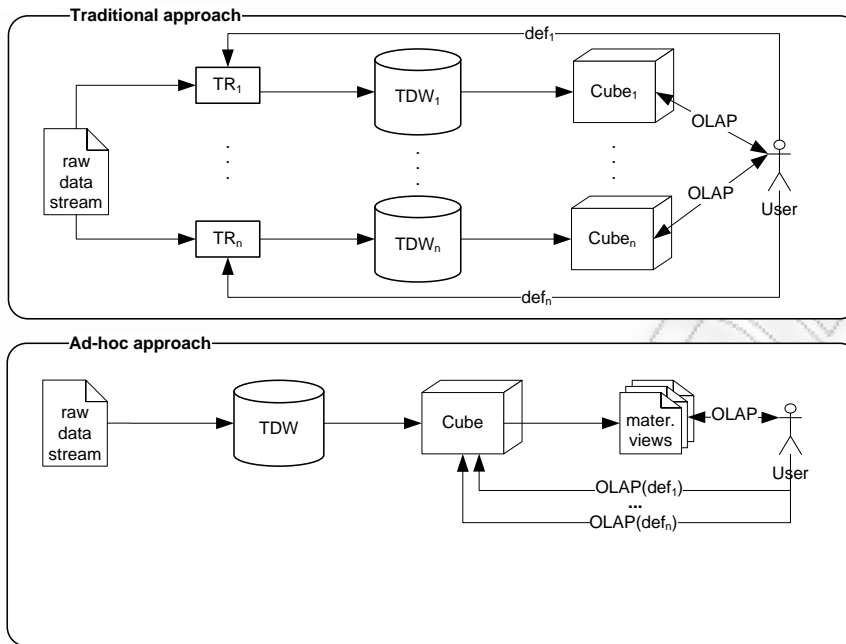 Traditional approach
def₁
TR₁
TDW₁
Cube₁
OLAP
raw
data
stream
. . .
. . .
. . .
OLAP
User
TRₙ
TDWₙ
Cubeₙ
defₙ
Ad-hoc approach
raw
data
stream
TDW
Cube
mater.
views
OLAP
User
OLAP(def₁)
...
OLAP(defₙ)